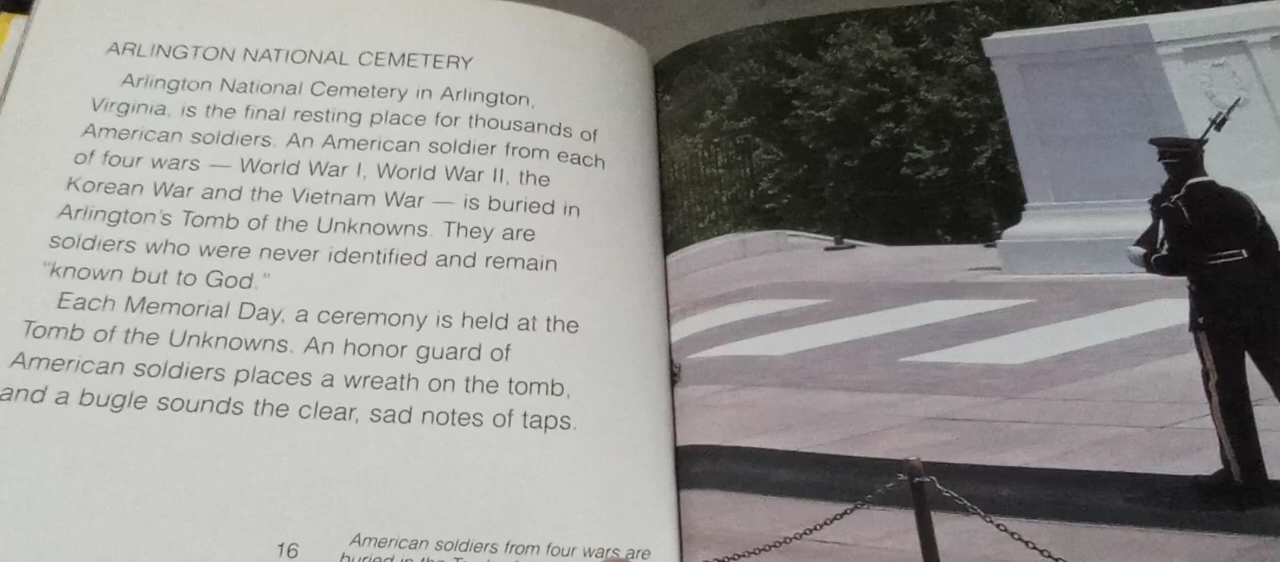 ARLINGTON NATIONAL CEMETERY
Arlington National Cemetery in Arlington,
Virginia, is the final resting place for thousands of
American soldiers. An American soldier from each
of four wars — World War I, World War II, the
Korean War and the Vietnam War — is buried in
Arlington's Tomb of the Unknowns. They are
soldiers who were never identified and remain
"known but to God."
Each Memorial Day, a ceremony is held at the
Tomb of the Unknowns. An honor guard of
American soldiers places a wreath on the tomb,
and a bugle sounds the clear, sad notes of taps.
16
American soldiers from four wars are
buried in the